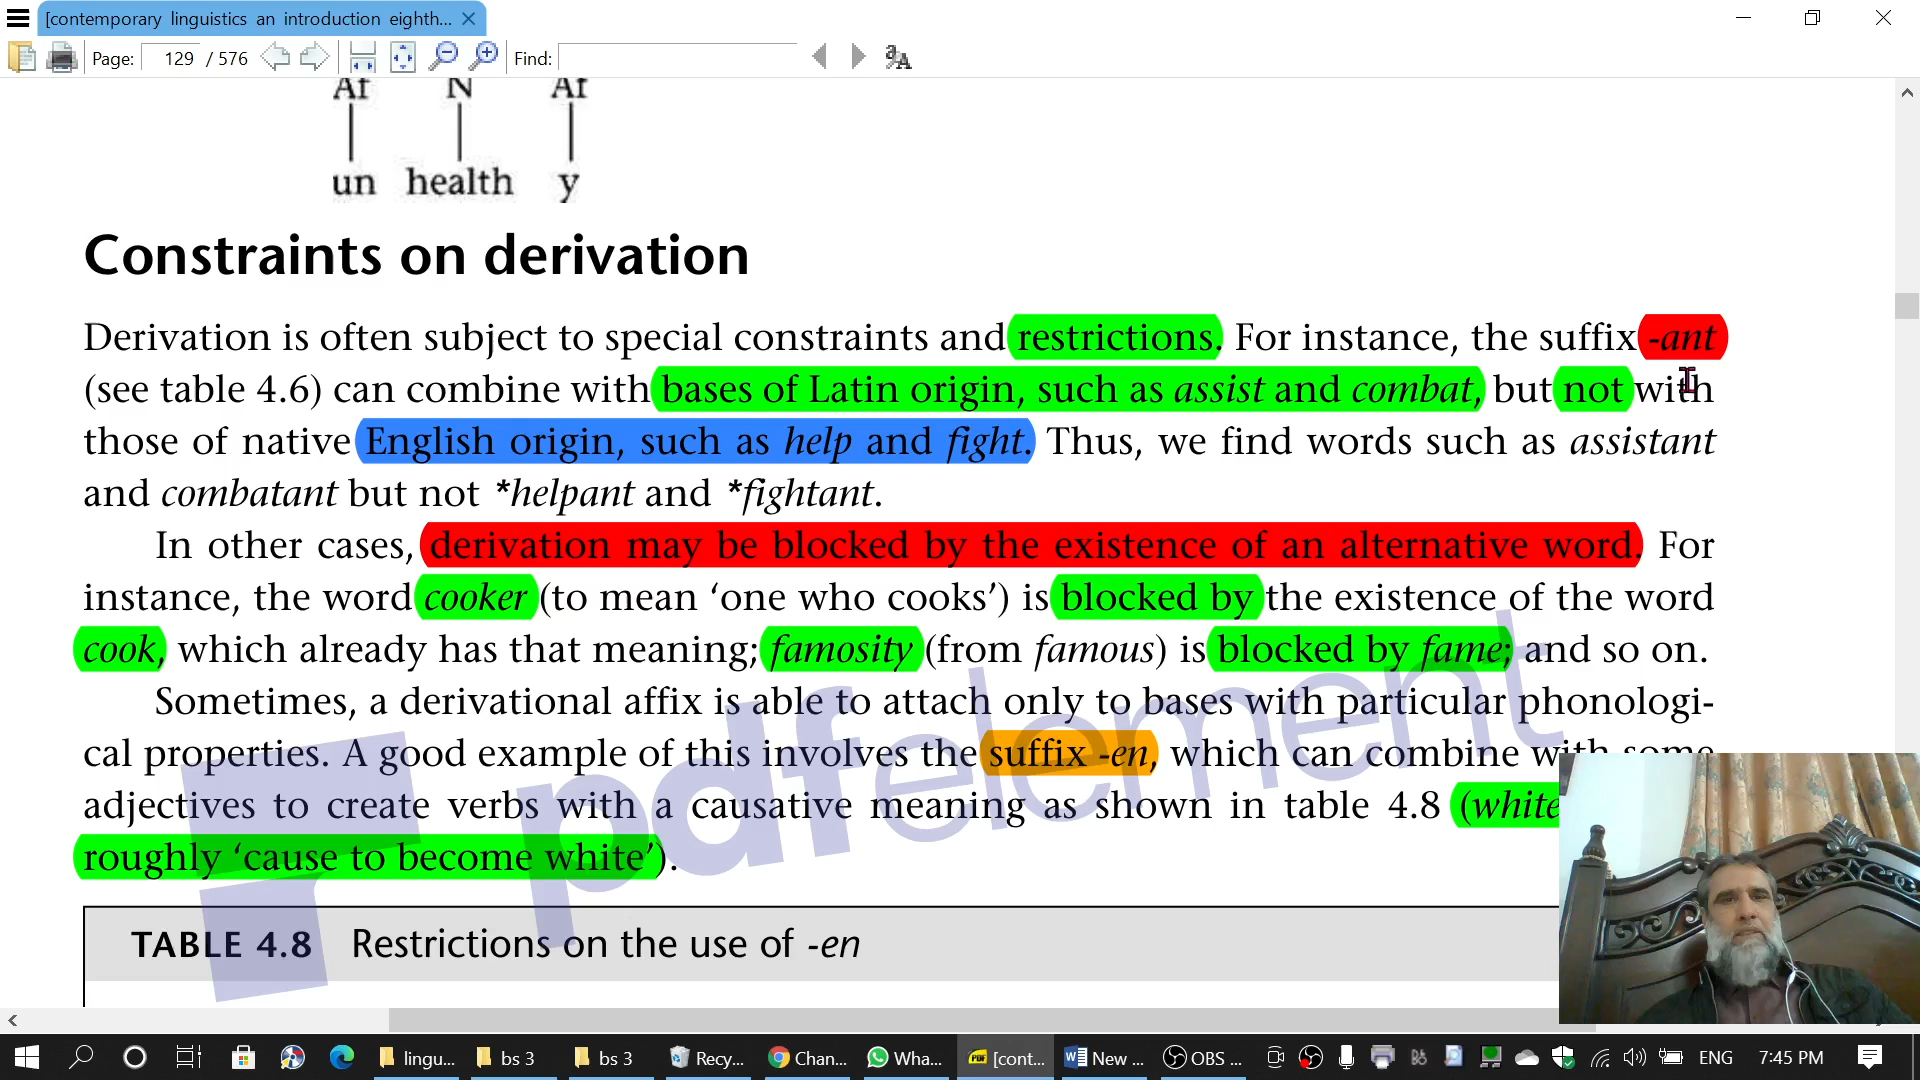 [contemporary linguistics an introduction eighth...
Page: 129 / 576 Find:
Af N Af
un health y
Constraints on derivation
Derivation is often subject to special constraints and restrictions. For instance, the suffix -ant
(see table 4.6) can combine with bases of Latin origin, such as assist and combat, but not with
those of native English origin, such as help and fight. Thus, we find words such as assistant
and combatant but not *helpant and *fightant.
In other cases, derivation may be blocked by the existence of an alternative word. For
instance, the word cooker (to mean ‘one who cooks’) is blocked by the existence of the word
cook, which already has that meaning; famosity (from famous) is blocked by fame; and so on.
Sometimes, a derivational affix is able to attach only to bases with particular phonologi-
cal properties. A good example of this involves the suffix -en, which can combine with some
adjectives to create verbs with a causative meaning as shown in table 4.8 (white
roughly ‘cause to become white’).
pdfelement
TABLE 4.8 Restrictions on the use of -en
lingu... bs 3 bs 3 Recy... Chan... Wha... [cont... New ... OBS ... ENG 7:45 PM